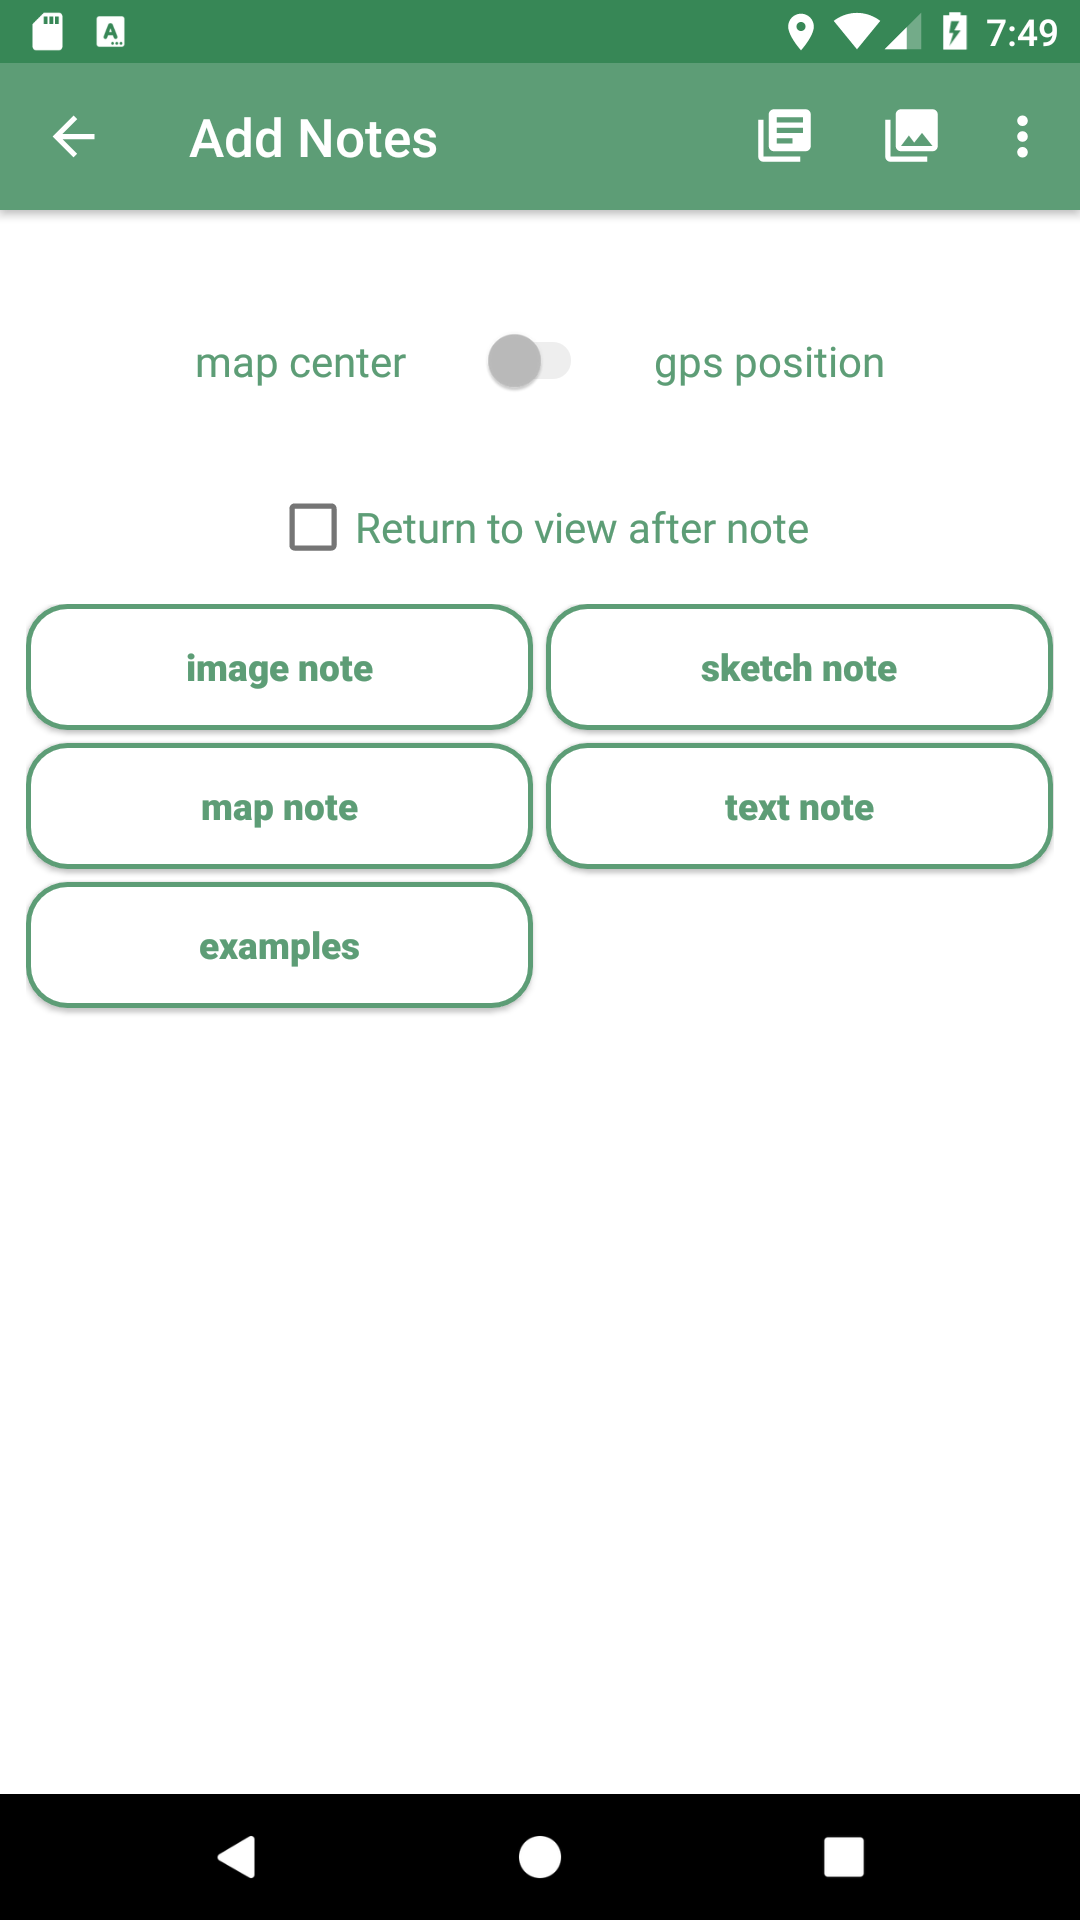 7:49
Add Notes
map center gps position
Return to view after note
image note sketch note
map note text note
examples